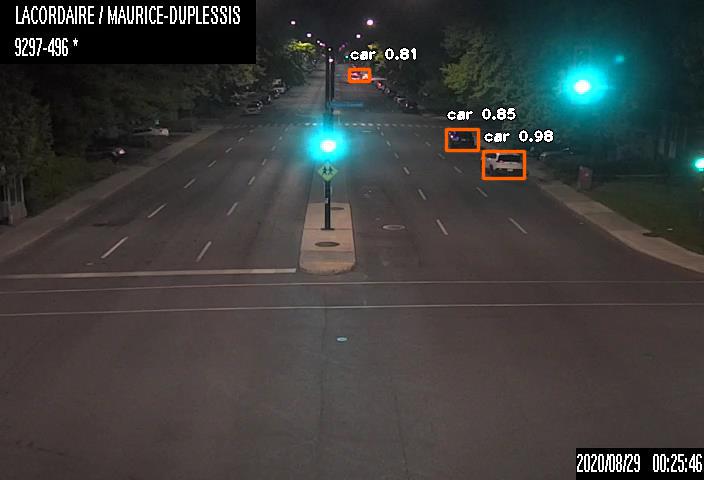 LACORDAIRE / MAURICE-DUPLESSIS
9297-496 *
car 0.81
car 0.85
car 0.98
2020/08/29 00:25:46